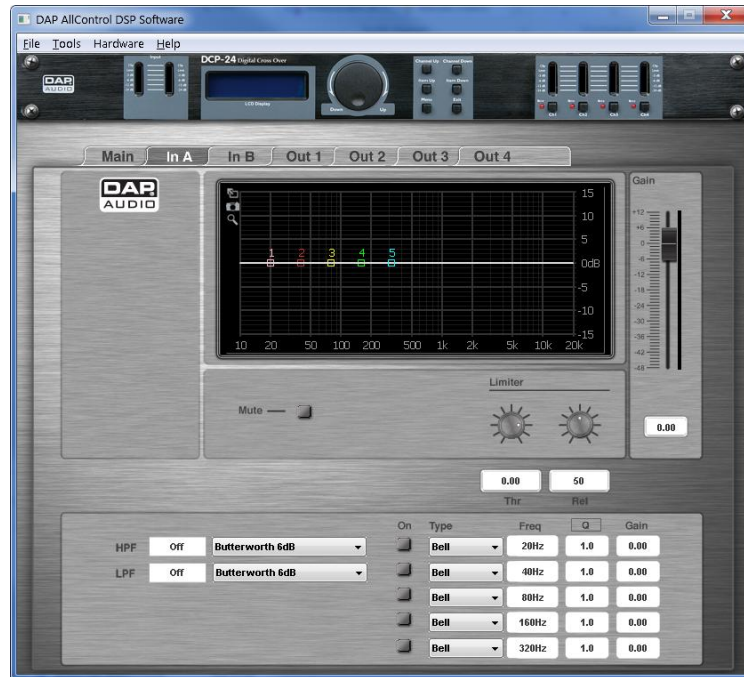 DAP AllControl DSP Software
File Tools Hardware Help
DAP AUDIO
Input
DCP-24 Digital Cross Over
LCD Display
Down Up
Channel Up Channel Down
Item Up Item Down
Menu Exit
CH1 CH2 CH3 CH4
Main In A In B Out 1 Out 2 Out 3 Out 4
DAP
AUDIO
1 2 3 4 5
15
10
5
0dB
-5
-10
-15
10 20 50 100 200 500 1k 2k 5k 10k 20k
Gain
+12
+6
0
-6
-12
-18
-24
-30
-36
-42
-48
0.00
Mute
Limiter
0.00 50
Thr Rel
On Type Freq Q Gain
HPF Off Butterworth 6dB Bell 20Hz 1.0 0.00
LPF Off Butterworth 6dB Bell 40Hz 1.0 0.00
Bell 80Hz 1.0 0.00
Bell 160Hz 1.0 0.00
Bell 320Hz 1.0 0.00